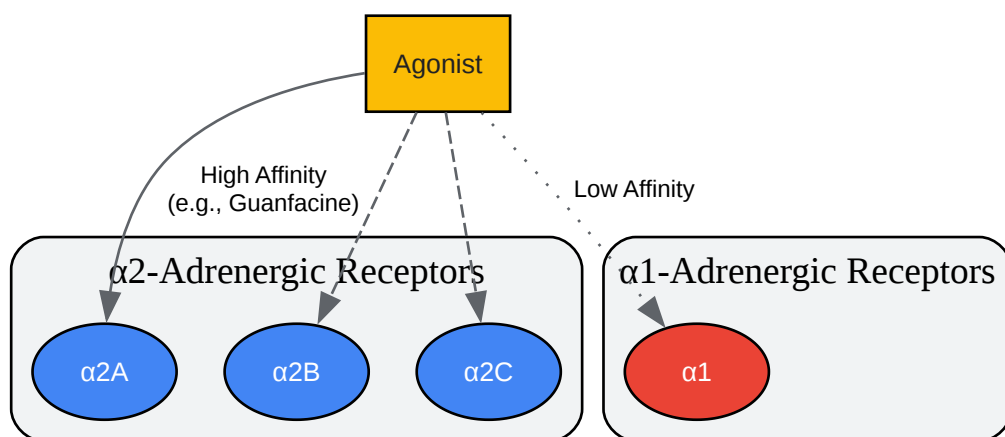 Agonist
High Affinity
(e.g., Guanfacine)
Low Affinity
α2-Adrenergic Receptors
α1-Adrenergic Receptors
α2A
α2B
α2C
α1